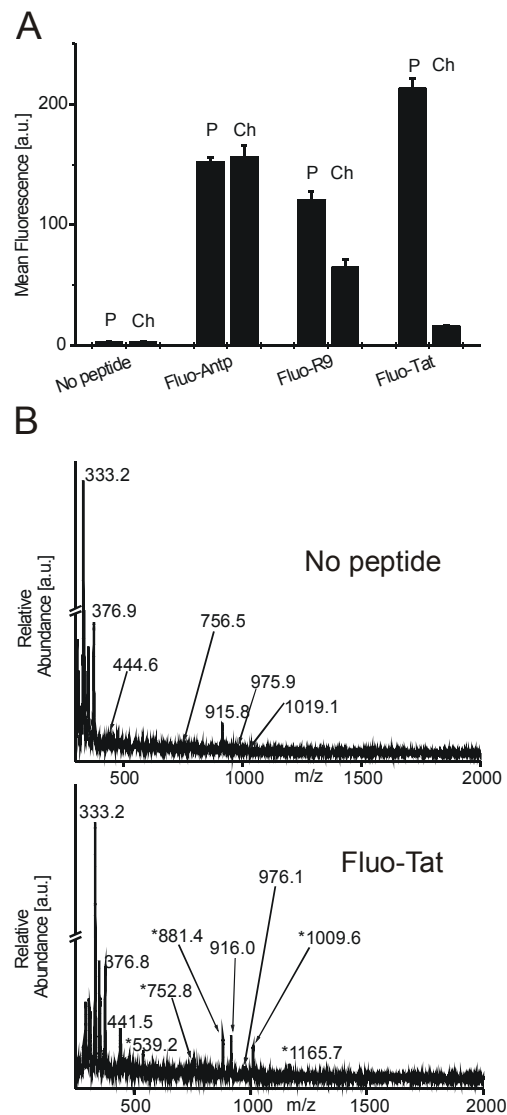 A
Mean Fluorescence [a.u.]
200
100
0
P Ch
P Ch
P Ch
P Ch
No peptide
Fluo-Antp
Fluo-R9
Fluo-Tat
B
Relative
Abundance [a.u.]
333.2
No peptide
376.9
756.5
444.6
975.9
915.8
1019.1
500 1000 m/z 1500 2000
Relative
Abundance [a.u.]
333.2
Fluo-Tat
976.1
*881.4
916.0
*1009.6
376.8
*752.8
441.5
*539.2
*1165.7
500 1000 m/z 1500 2000